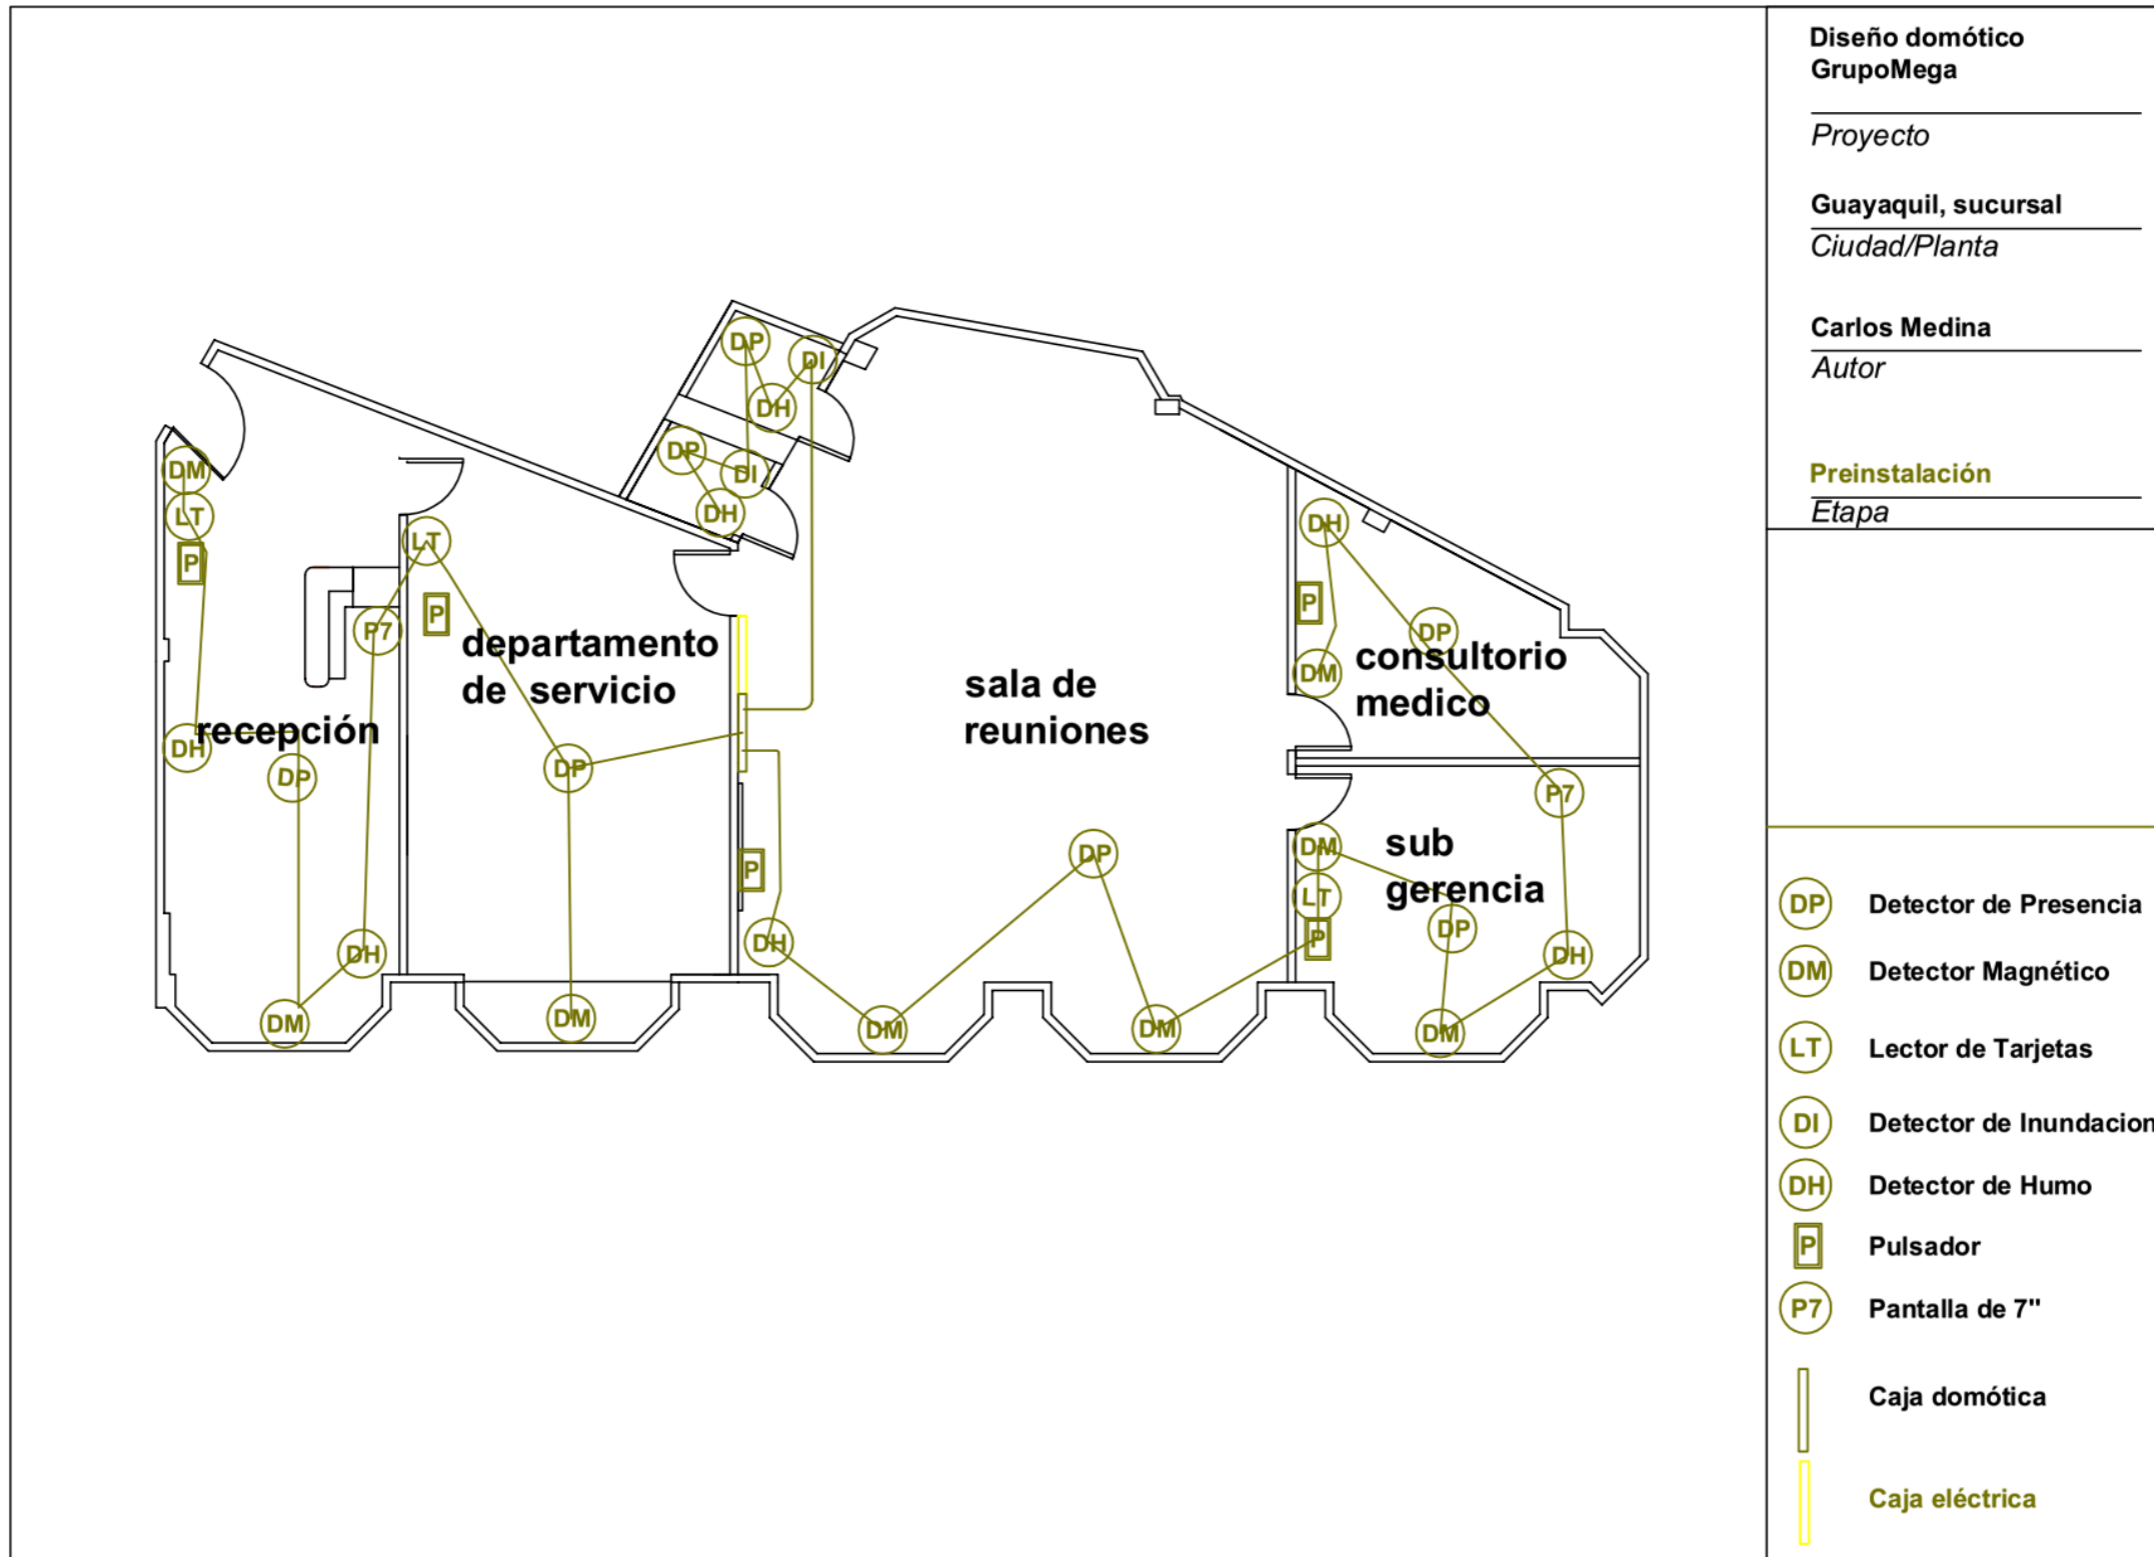 Diseño domótico
GrupoMega
Proyecto
Guayaquil, sucursal
Ciudad/Planta
Carlos Medina
Autor
Preinstalación
Etapa
DP
DI
DH
DP
DI
DH
DM
LT
P
LT
P
P7
departamento
de servicio
recepción
DH
DP
DP
DH
DM
DM
sala de
reuniones
P
DH
DP
DM
DM
DH
P
DP
DM
consultorio
medico
P7
DM
LT
P
sub
gerencia
DP
DH
DM
DP Detector de Presencia
DM Detector Magnético
LT Lector de Tarjetas
DI Detector de Inundacion
DH Detector de Humo
P Pulsador
P7 Pantalla de 7"
Caja domótica
Caja eléctrica